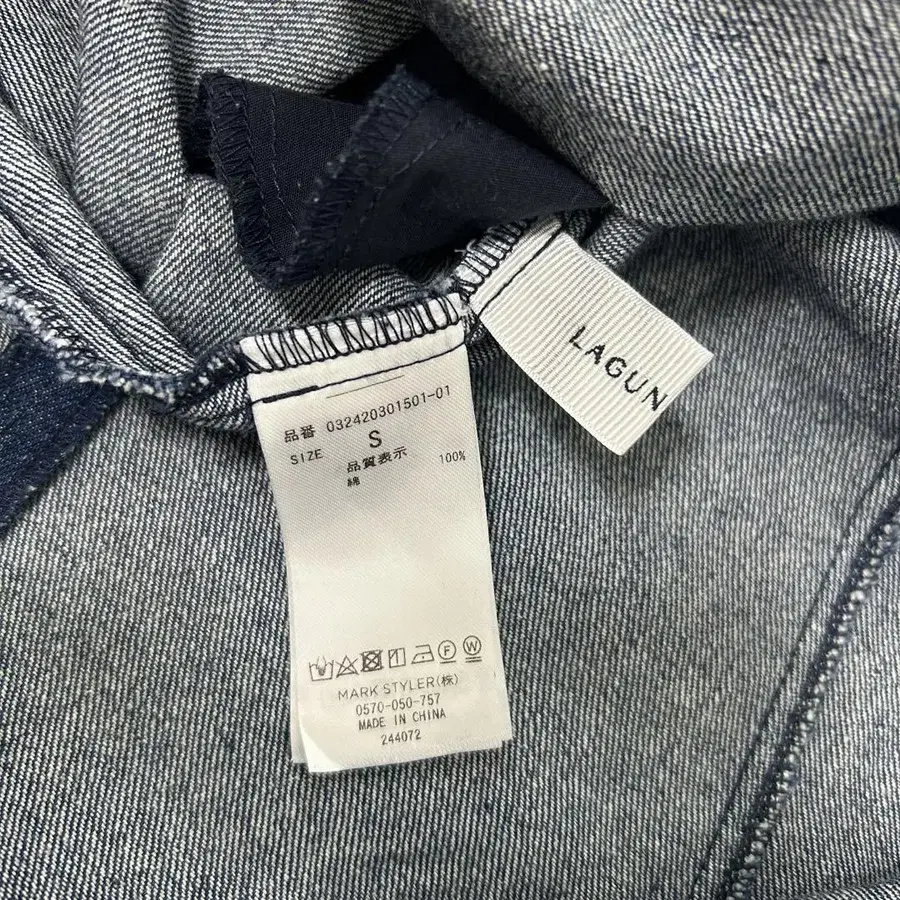 品番 032420301501-01
SIZE S
品質表示
綿 100%
F W
MARK STYLER(株)
0570-050-757
MADE IN CHINA
244072
LAGUN